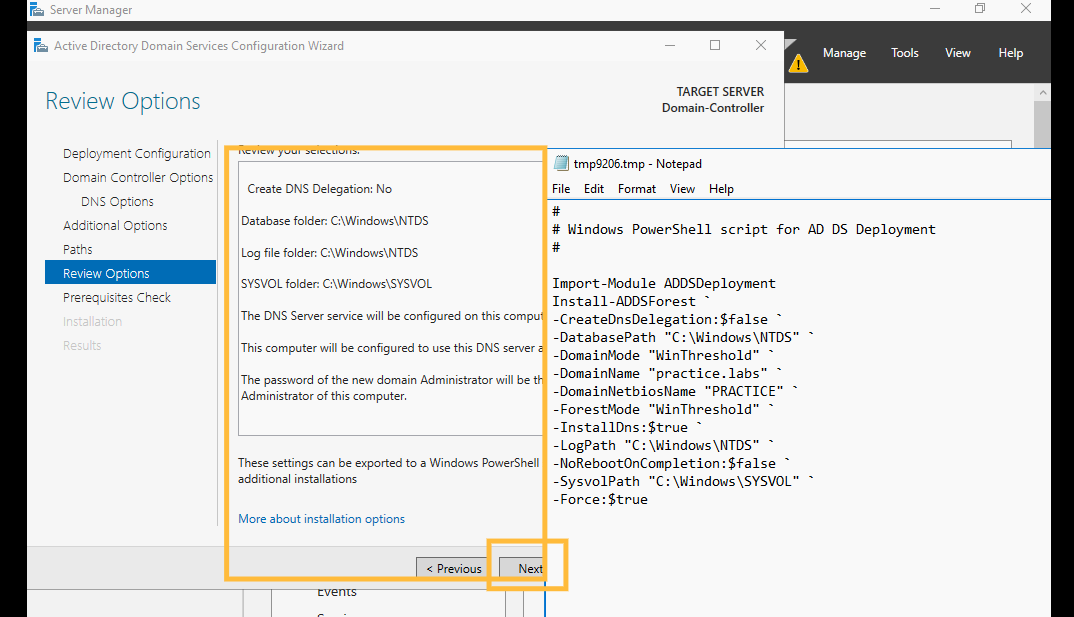 Server Manager
Active Directory Domain Services Configuration Wizard
Manage Tools View Help
Review Options
TARGET SERVER
Domain-Controller
Deployment Configuration
Domain Controller Options
DNS Options
Additional Options
Paths
Review Options
Prerequisites Check
Installation
Results
Review your selections:
Create DNS Delegation: No
Database folder: C:\Windows\NTDS
Log file folder: C:\Windows\NTDS
SYSVOL folder: C:\Windows\SYSVOL
The DNS Server service will be configured on this
This computer will be configured to use this DNS server
The password of the new domain Administrator will be
Administrator of this computer.
These settings can be exported to a Windows PowerShell
additional installations
More about installation options
< Previous Next
Events
tmp9206.tmp - Notepad
File Edit Format View Help
#
# Windows PowerShell script for AD DS Deployment
#
Import-Module ADDSDeployment
Install-ADDSForest `
-CreateDnsDelegation:$false `
-DatabasePath "C:\Windows\NTDS" `
-DomainMode "WinThreshold" `
-DomainName "practice.labs" `
-DomainNetbiosName "PRACTICE" `
-ForestMode "WinThreshold" `
-InstallDns:$true `
-LogPath "C:\Windows\NTDS" `
-NoRebootOnCompletion:$false `
-SysvolPath "C:\Windows\SYSVOL" `
-Force:$true